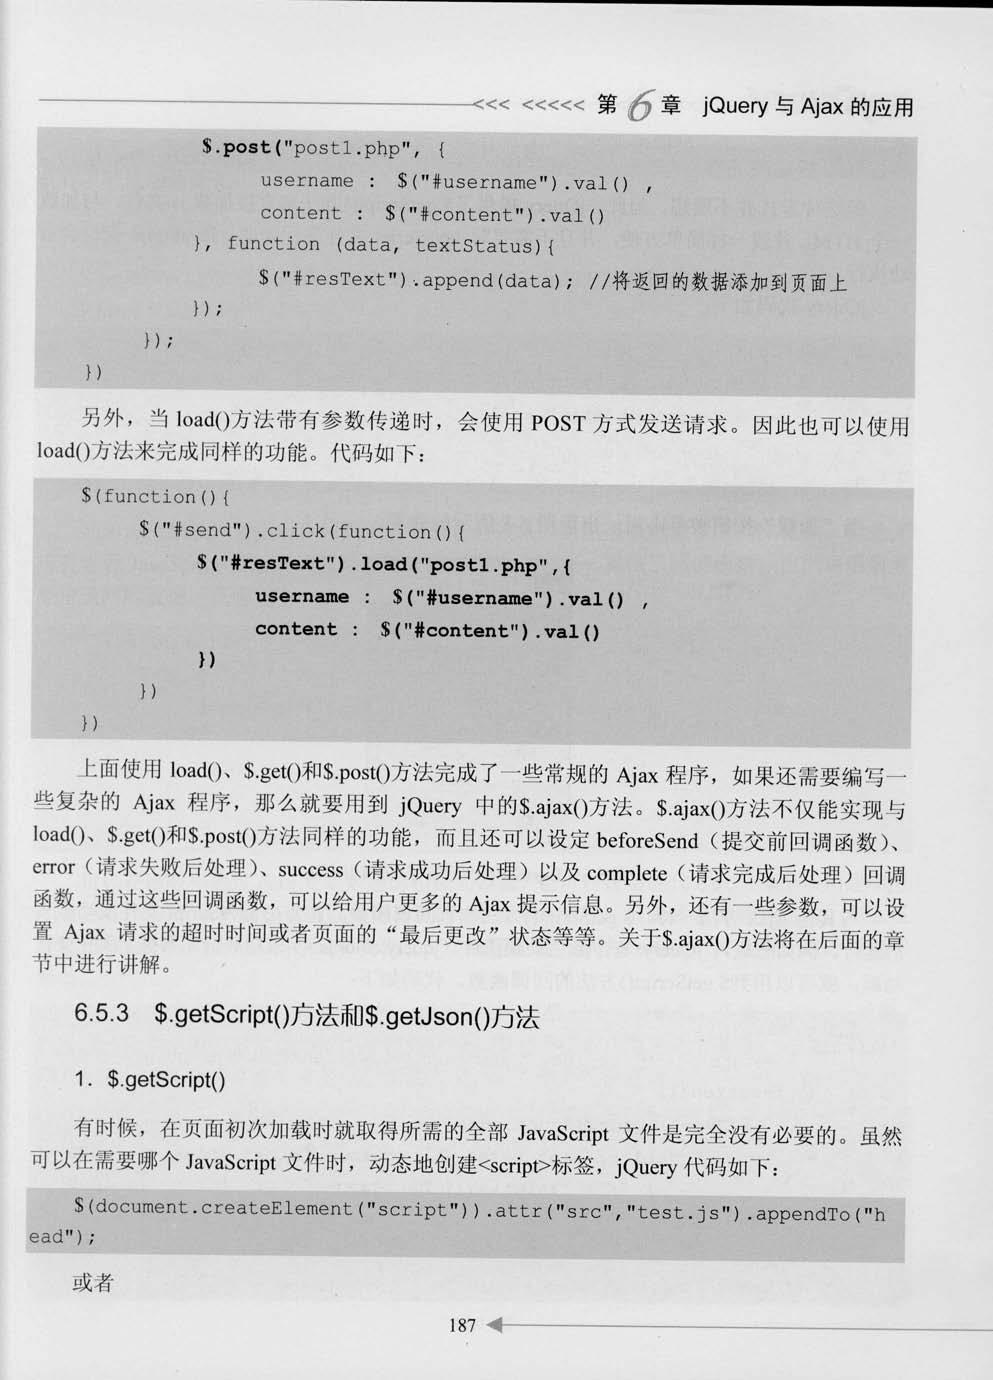 <<< <<<<< 第 6 章 jQuery 与 Ajax 的应用
$.post("post1.php", {
username : $("#username").val() ,
content : $("#content").val()
}, function (data, textStatus){
$("#resText").append(data); //将返回的数据添加到页面上
});
});
})
另外，当 load()方法带有参数传递时，会使用 POST 方式发送请求。因此也可以使用
load()方法来完成同样的功能。代码如下：
$(function(){
$("#send").click(function(){
$("#resText").load("post1.php",{
username : $("#username").val() ,
content : $("#content").val()
})
})
})
上面使用 load()、$.get()和$.post()方法完成了一些常规的 Ajax 程序，如果还需要编写一
些复杂的 Ajax 程序，那么就要用到 jQuery 中的$.ajax()方法。$.ajax()方法不仅能实现与
load()、$.get()和$.post()方法同样的功能，而且还可以设定 beforeSend（提交前回调函数）、
error（请求失败后处理）、success（请求成功后处理）以及 complete（请求完成后处理）回调
函数，通过这些回调函数，可以给用户更多的 Ajax 提示信息。另外，还有一些参数，可以设
置 Ajax 请求的超时时间或者页面的“最后更改”状态等等。关于$.ajax()方法将在后面的章
节中进行讲解。
6.5.3 $.getScript()方法和$.getJson()方法
1. $.getScript()
有时候，在页面初次加载时就取得所需的全部 JavaScript 文件是完全没有必要的。虽然
可以在需要哪个 JavaScript 文件时，动态地创建<script>标签，jQuery 代码如下：
$(document.createElement("script")).attr("src","test.js").appendTo("h
ead");
或者
187